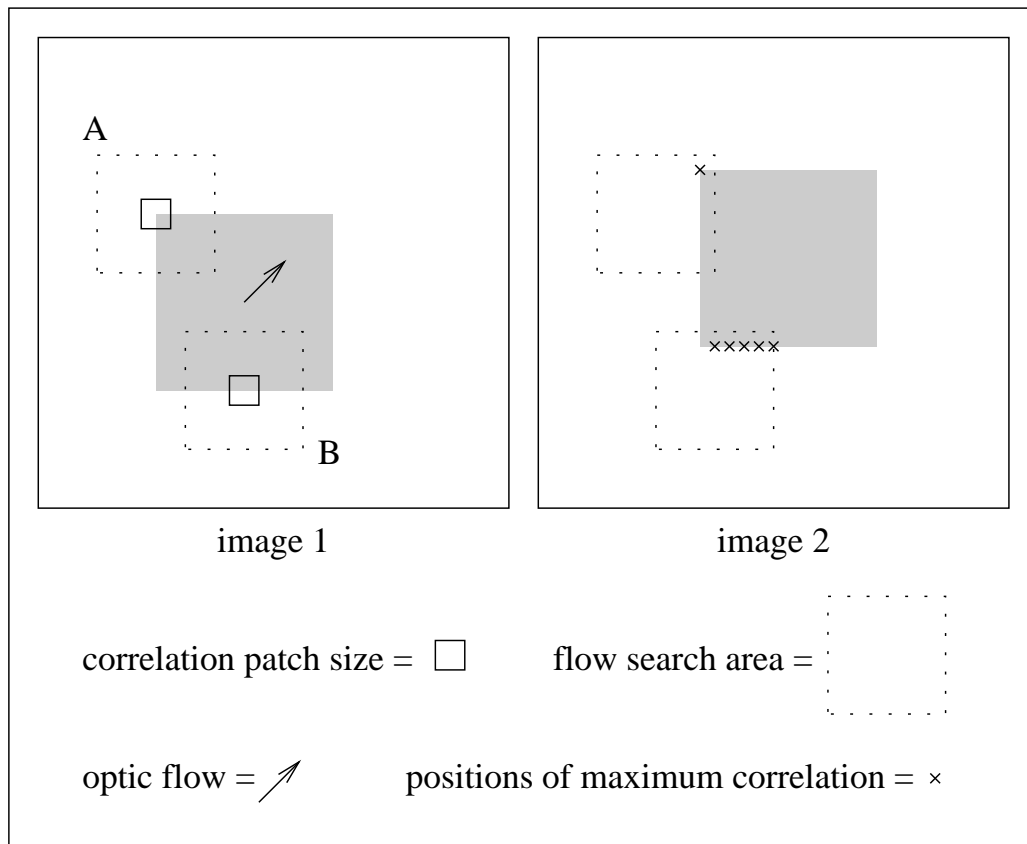 A
B
image 1
image 2
correlation patch size =
flow search area =
optic flow =
positions of maximum correlation = ×